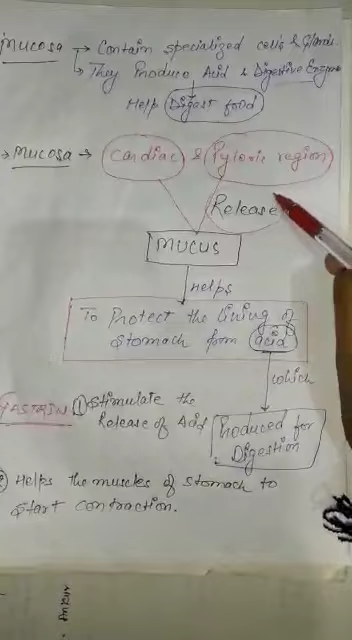 Mucosa → Contain specialized cells & Glands.
→ They Produce Acid & Digestive Enzyme
Help Digest food
→ Mucosa → Cardiac & Pyloric region
Release
Mucus
Helps
To Protect the Lining of
Stomach form acid
which
GASTRIN ① Stimulate the
Release of Acid
Produced for
Digestion
② Helps the muscles of stomach to
start contraction.